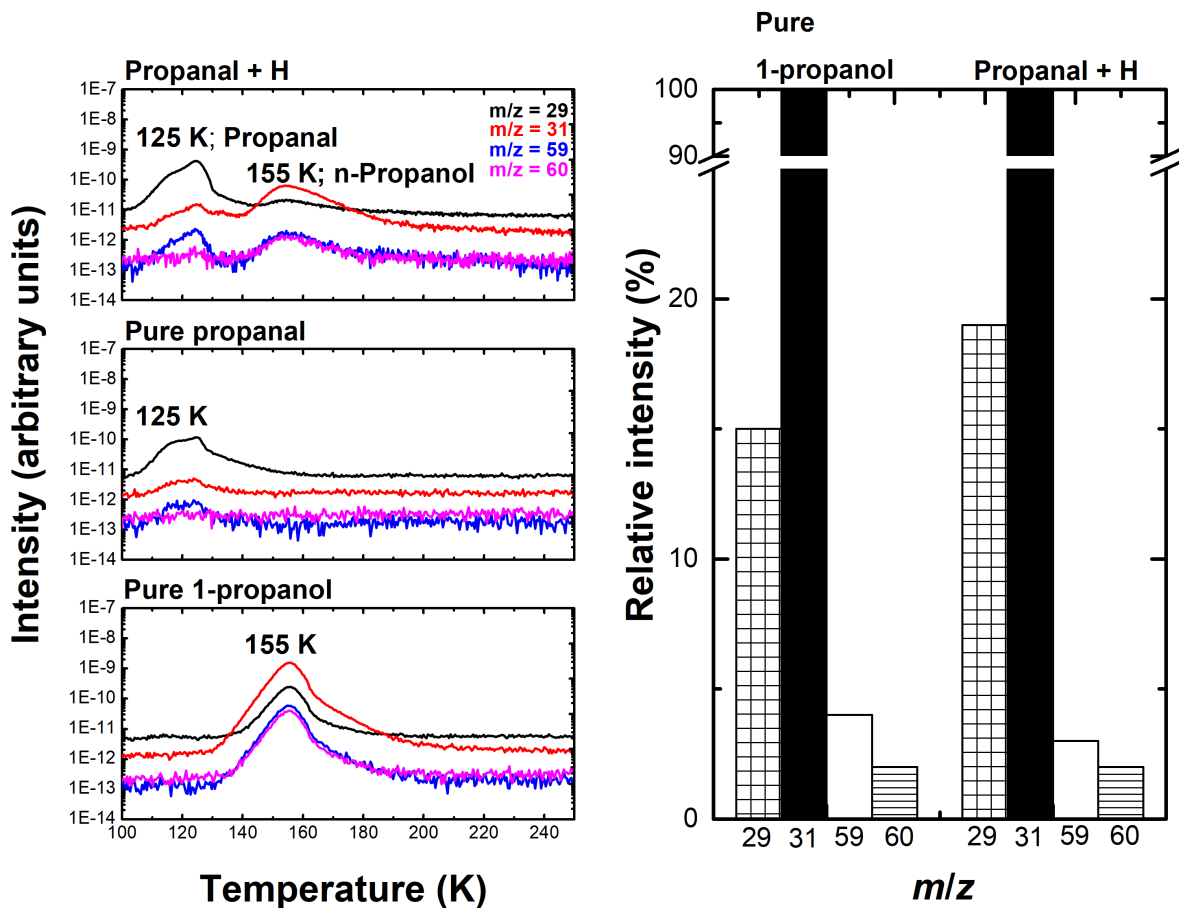 Propanal + H
1E-7
1E-8
1E-9
1E-10
1E-11
1E-12
1E-13
1E-14
125 K; Propanal
155 K; n-Propanol
m/z = 29
m/z = 31
m/z = 59
m/z = 60
Pure propanal
1E-7
1E-8
1E-9
1E-10
1E-11
1E-12
1E-13
1E-14
125 K
Pure 1-propanol
1E-7
1E-8
1E-9
1E-10
1E-11
1E-12
1E-13
1E-14
155 K
100 120 140 160 180 200 220 240
Temperature (K)
Intensity (arbitrary units)
Pure
1-propanol
Propanal + H
100
90
20
10
0
Relative intensity (%)
29 31 59 60 29 31 59 60
m/z